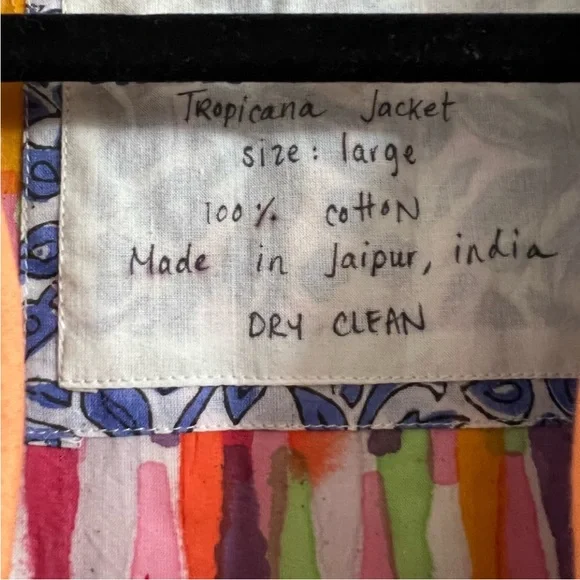 Tropicana Jacket
size: large
100% cotton
Made in Jaipur, india
DRY CLEAN